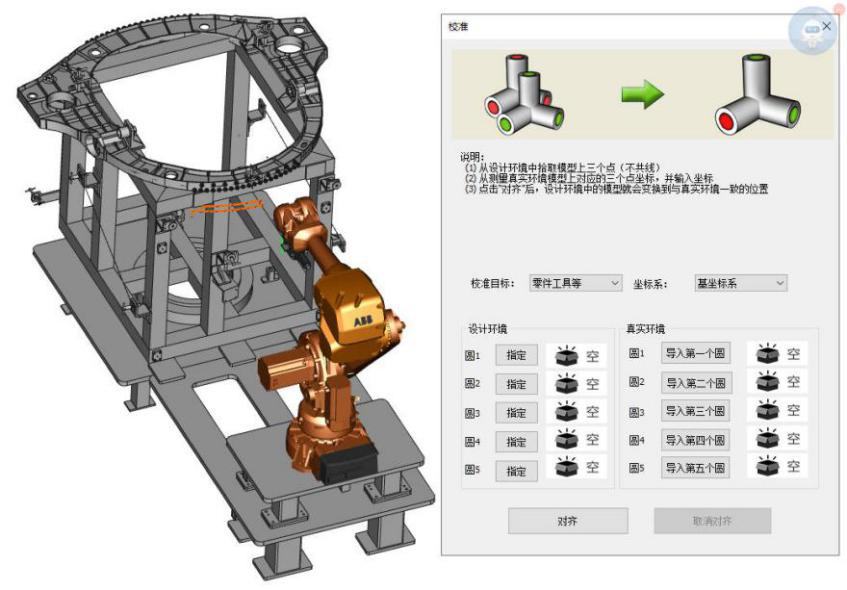 校准
说明：
(1) 从设计环境中拾取模型上三个点（不共线）
(2) 从测量真实环境模型上对应的三个点坐标，并输入坐标
(3) 点击"对齐"后，设计环境中的模型就会变换到与真实环境一致的位置
校准目标： 零件工具等 坐标系： 基坐标系
设计环境 真实环境
圆1 指定 空 圆1 导入第一个圆 空
圆2 指定 空 圆2 导入第二个圆 空
圆3 指定 空 圆3 导入第三个圆 空
圆4 指定 空 圆4 导入第四个圆 空
圆5 指定 空 圆5 导入第五个圆 空
对齐 取消对齐
ABB